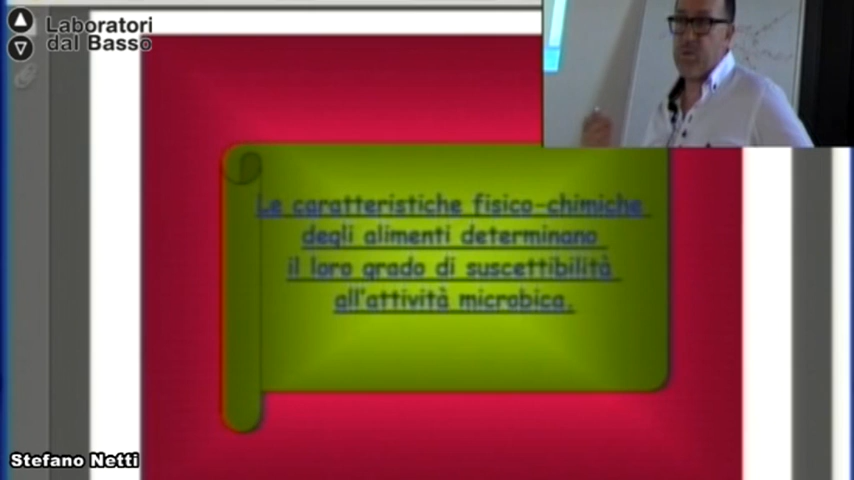 Laboratori
dal Basso
Le caratteristiche fisico-chimiche
degli alimenti determinano
il loro grado di suscettibilità
all'attività microbica.
Stefano Netti